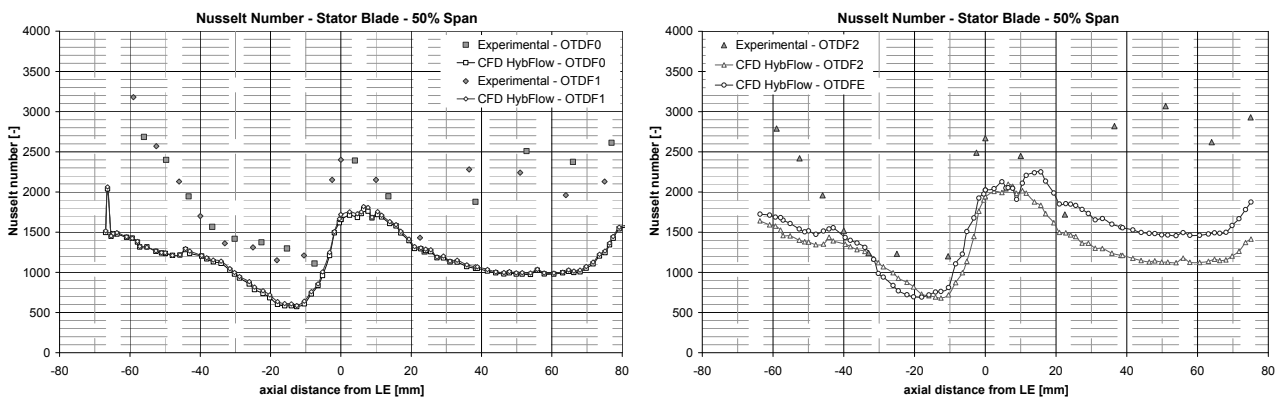 Nusselt Number - Stator Blade - 50% Span
4000
3500
3000
2500
2000
1500
1000
500
0
Nusselt number [-]
Experimental - OTDF0
CFD HybFlow - OTDF0
Experimental - OTDF1
CFD HybFlow - OTDF1
-80 -60 -40 -20 0 20 40 60 80
axial distance from LE [mm]
Nusselt Number - Stator Blade - 50% Span
4000
3500
3000
2500
2000
1500
1000
500
0
Nusselt number [-]
Experimental - OTDF2
CFD HybFlow - OTDF2
CFD HybFlow - OTDFE
-80 -60 -40 -20 0 20 40 60 80
axial distance from LE [mm]